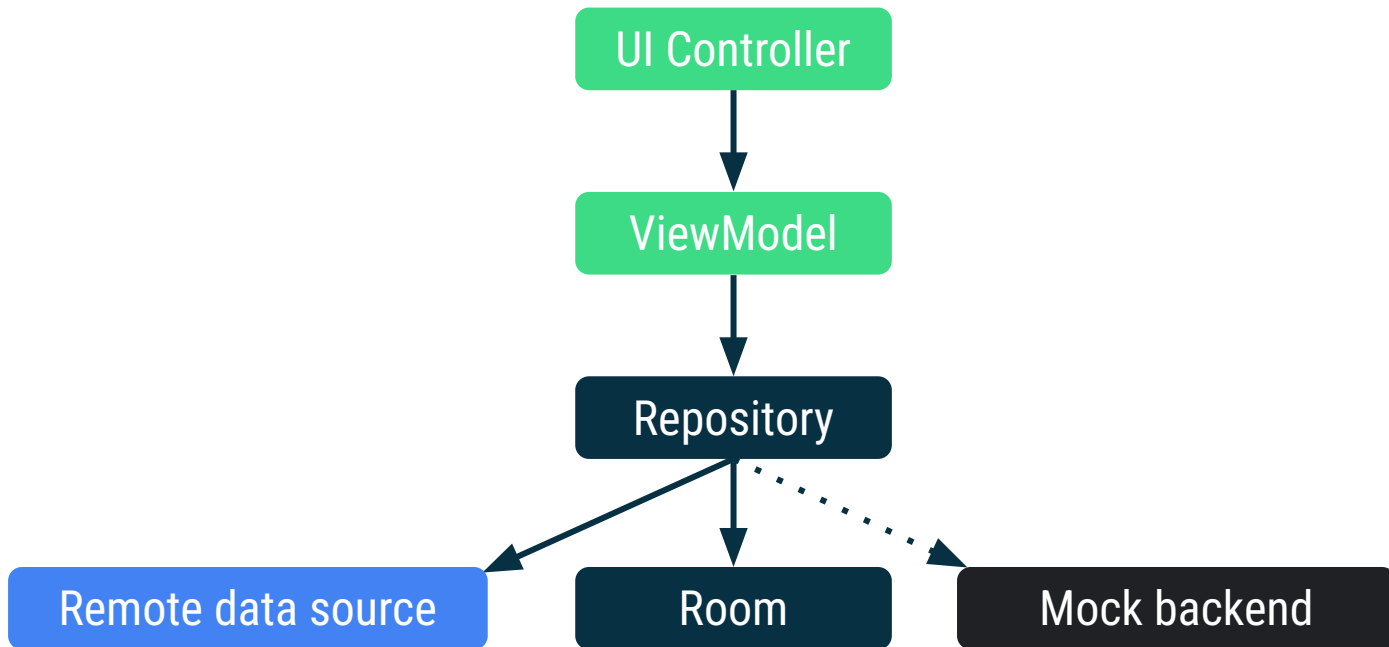 UI Controller
ViewModel
Repository
Remote data source
Room
Mock backend